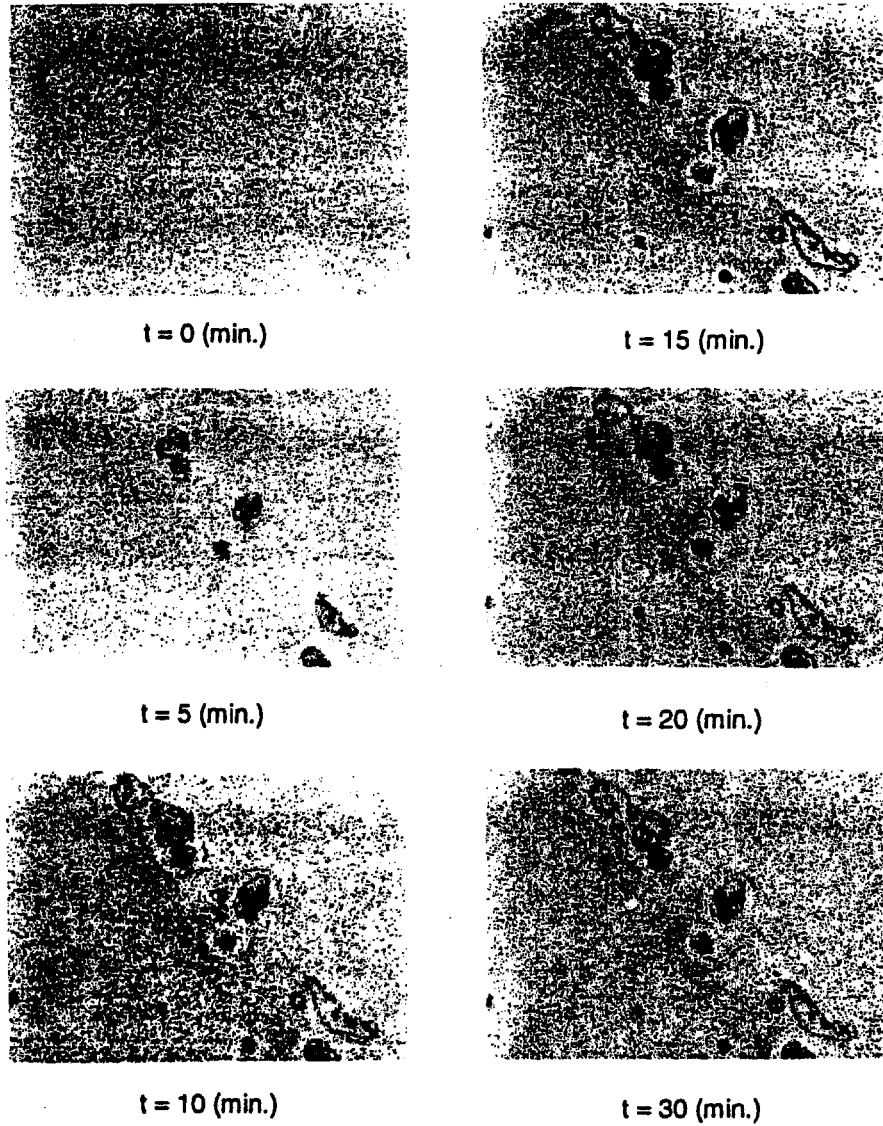 t = 0 (min.)
t = 15 (min.)
t = 5 (min.)
t = 20 (min.)
t = 10 (min.)
t = 30 (min.)